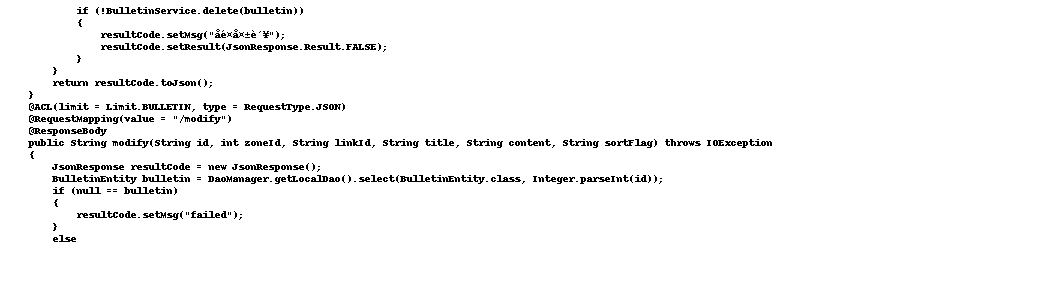 if (!BulletinService.delete(bulletin))
{
resultCode.setMsg("åé×å×±è´¥");
resultCode.setResult(JsonResponse.Result.FALSE);
}
}
return resultCode.toJson();
}
@ACL(limit = Limit.BULLETIN, type = RequestType.JSON)
@RequestMapping(value = "/modify")
@ResponseBody
public String modify(String id, int zoneId, String linkId, String title, String content, String sortFlag) throws IOException
{
JsonResponse resultCode = new JsonResponse();
BulletinEntity bulletin = DaoManager.getLocalDao().select(BulletinEntity.class, Integer.parseInt(id));
if (null == bulletin)
{
resultCode.setMsg("failed");
}
else